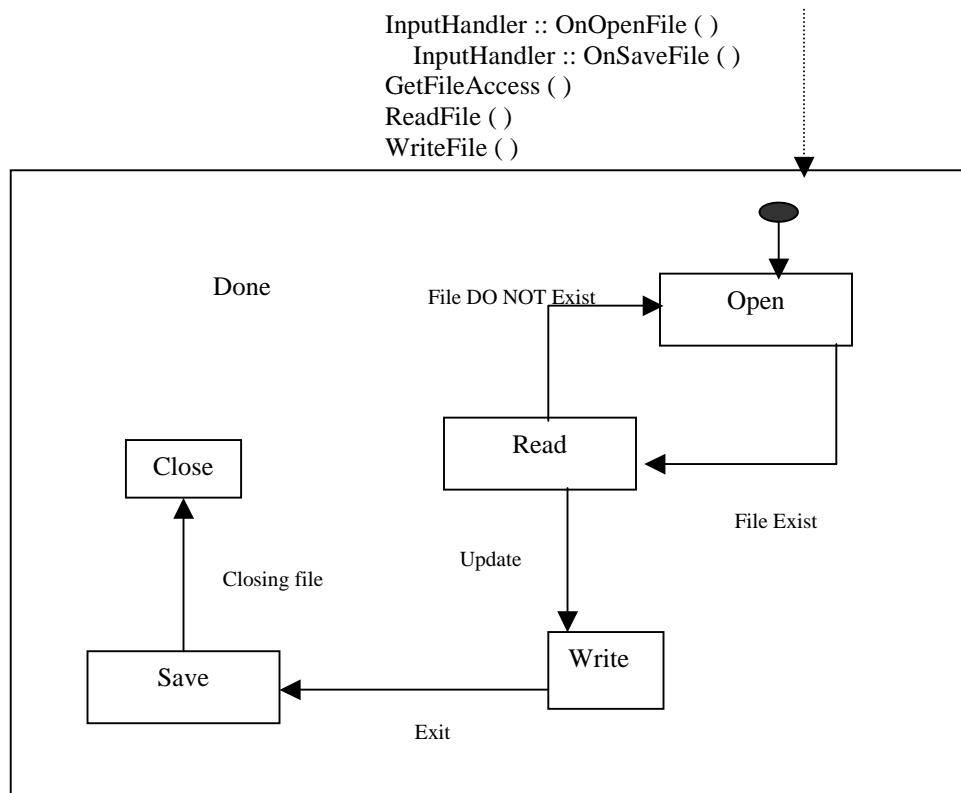 InputHandler :: OnOpenFile ( )
InputHandler :: OnSaveFile ( )
GetFileAccess ( )
ReadFile ( )
WriteFile ( )
Done
File DO NOT Exist
Open
Read
Close
File Exist
Update
Closing file
Write
Save
Exit